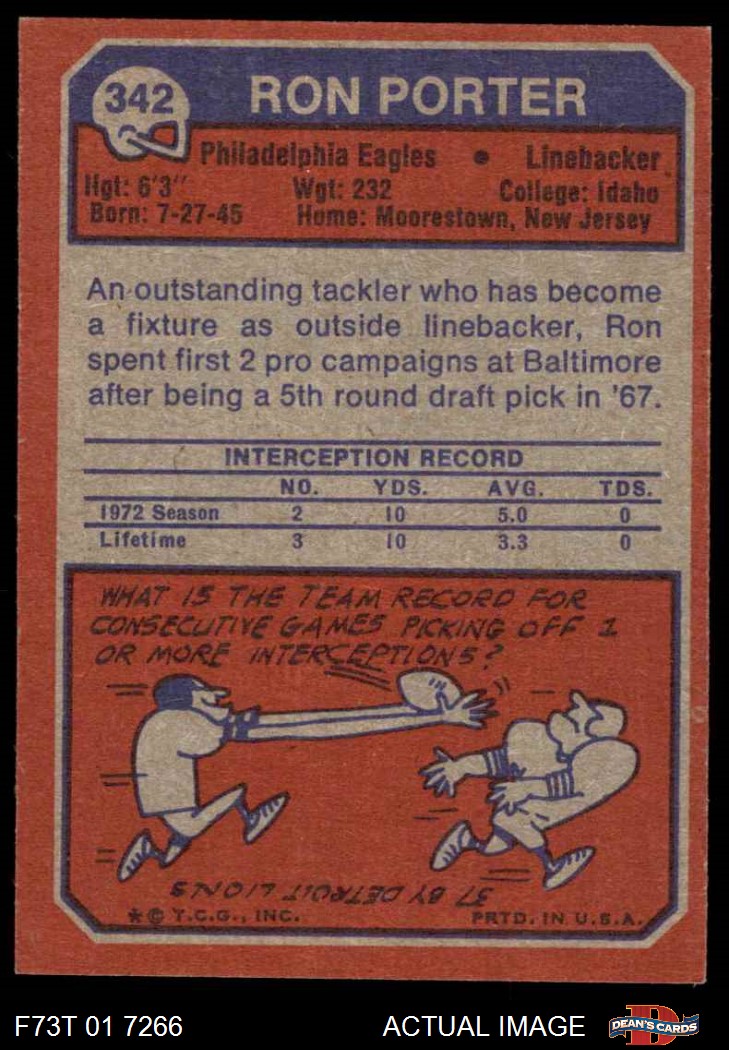 342
RON PORTER
Philadelphia Eagles • Linebacker
Hgt: 6'3" Wgt: 232 College: Idaho
Born: 7-27-45 Home: Moorestown, New Jersey
An outstanding tackler who has become
a fixture as outside linebacker, Ron
spent first 2 pro campaigns at Baltimore
after being a 5th round draft pick in '67.
INTERCEPTION RECORD
NO. YDS. AVG. TDS.
1972 Season 2 10 5.0 0
Lifetime 3 10 3.3 0
WHAT IS THE TEAM RECORD FOR
CONSECUTIVE GAMES PICKING OFF 1
OR MORE INTERCEPTIONS?
37 BY DETROIT LIONS
* © T.C.G., INC. PRTD. IN U.S.A.
F73T 01 7266 ACTUAL IMAGE D DEAN'S CARDS